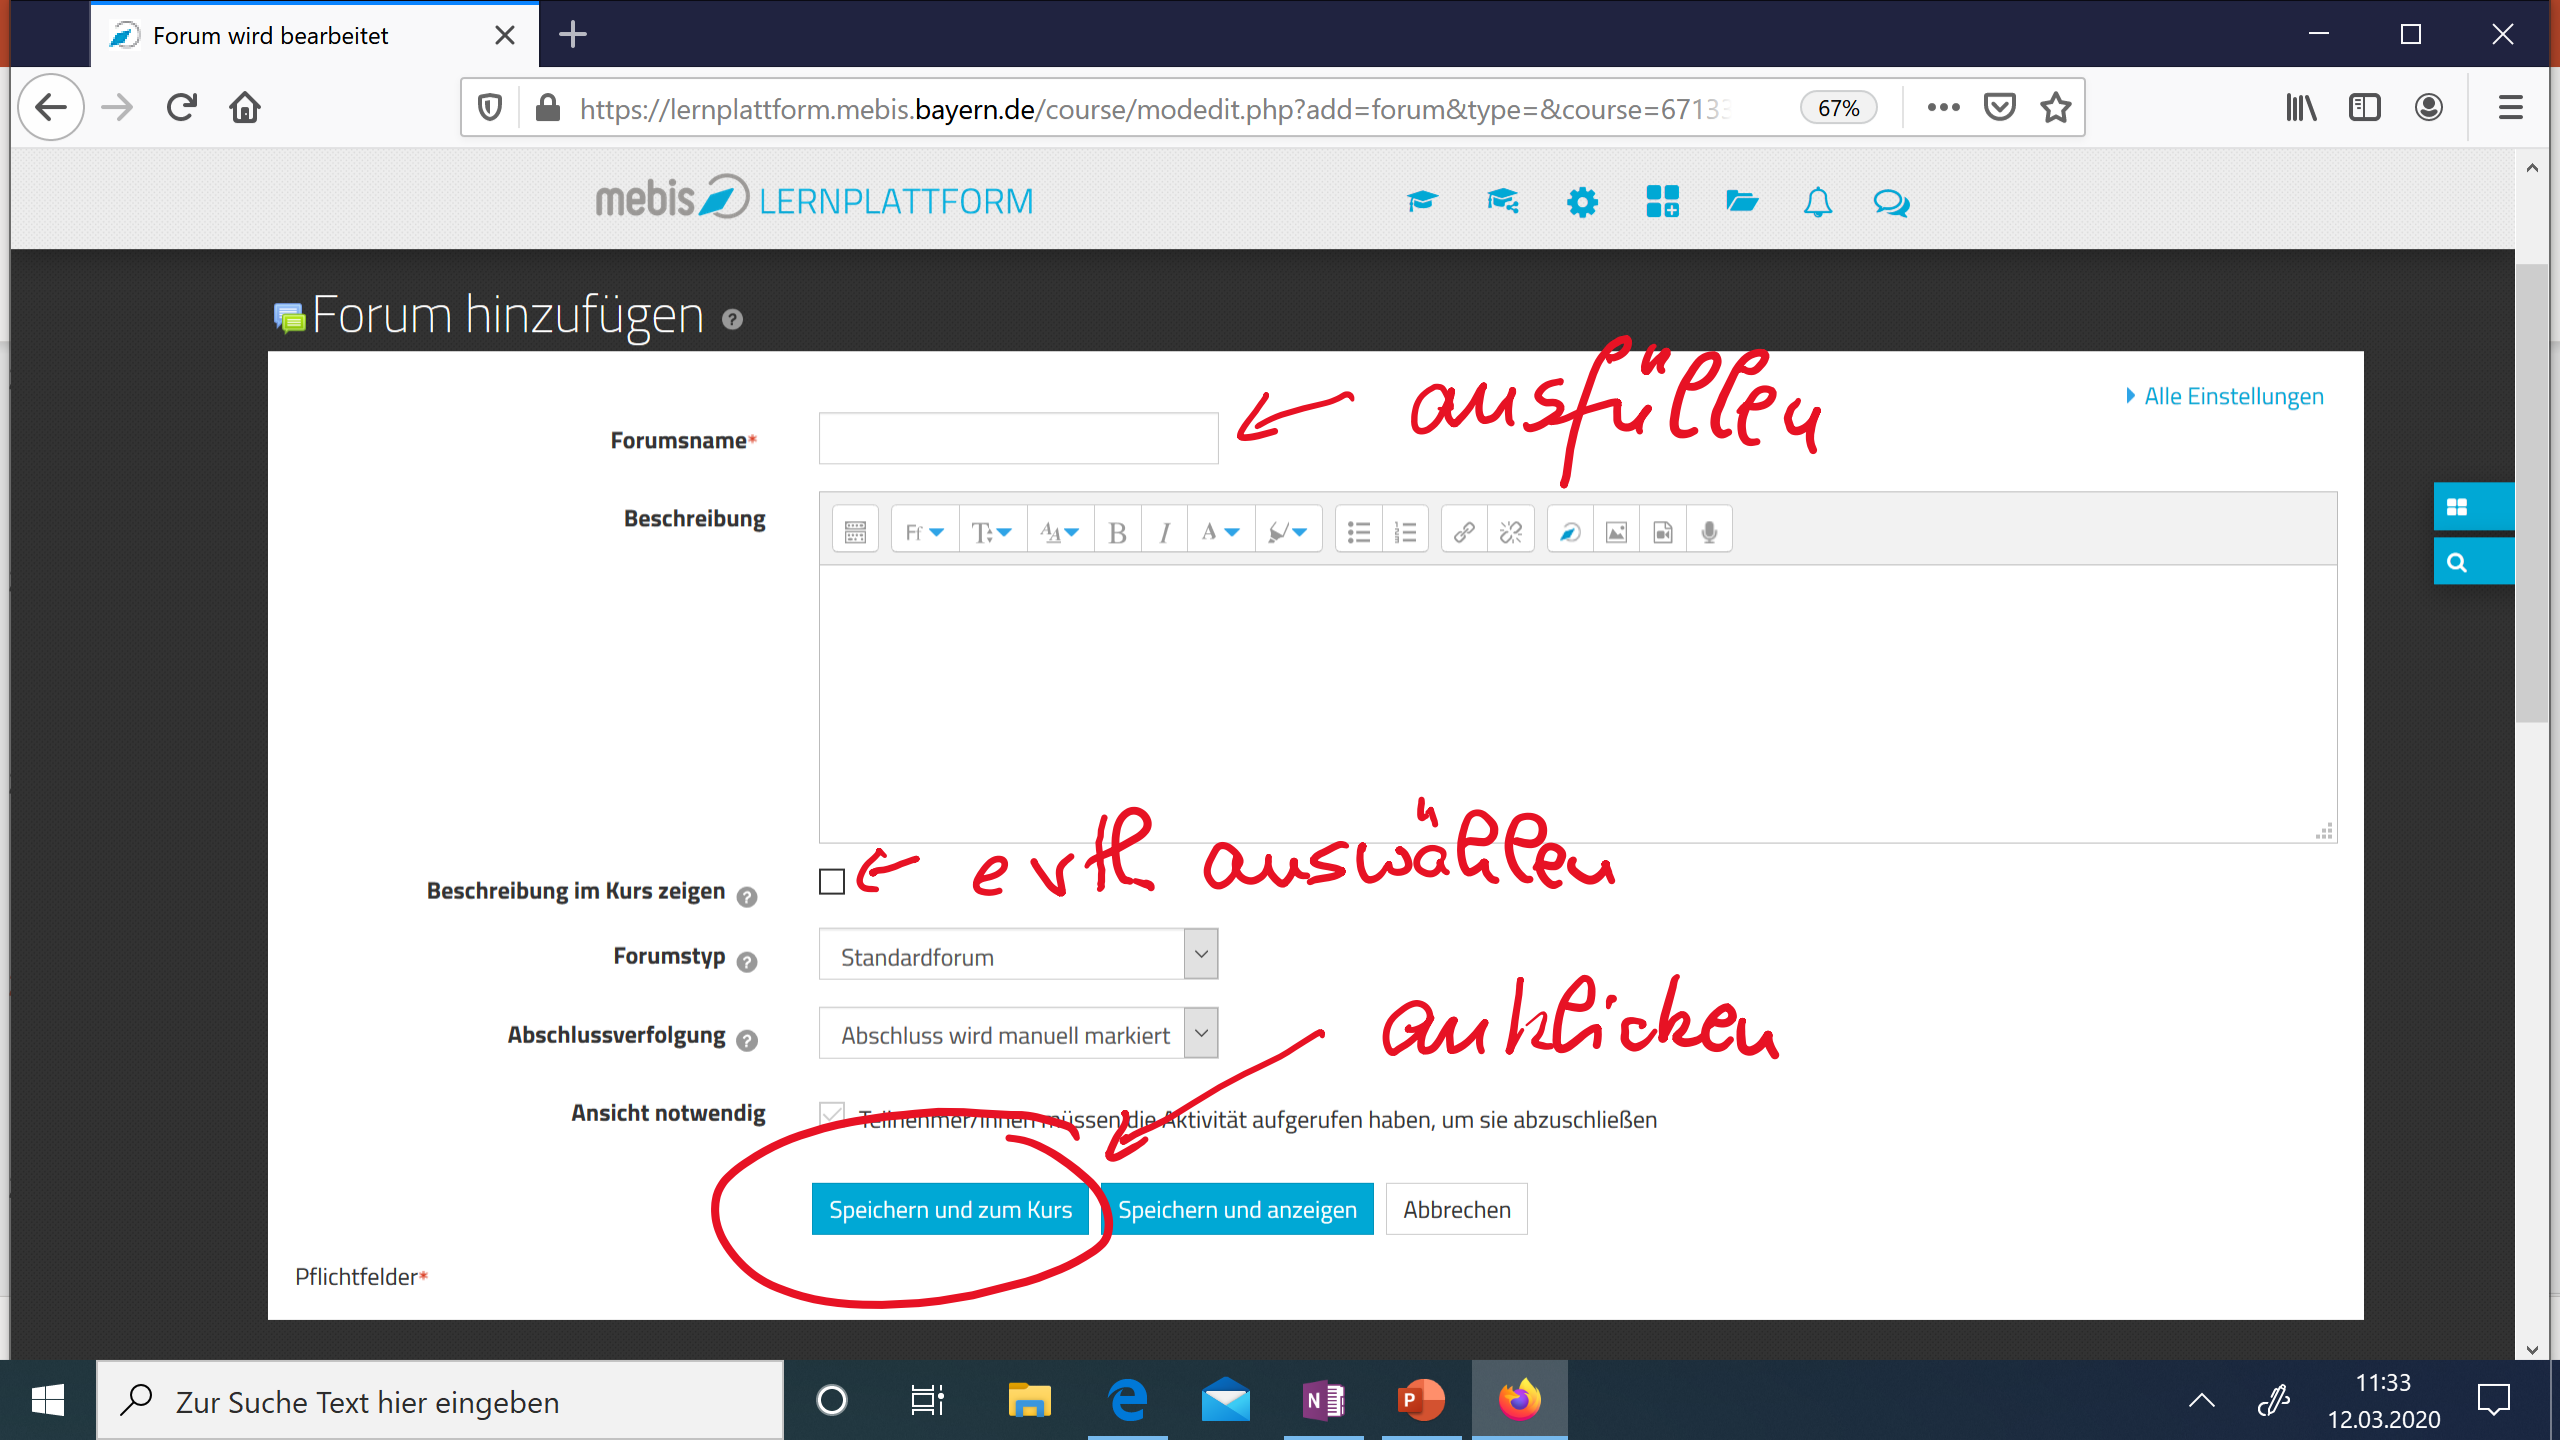 Forum wird bearbeitet
https://lernplattform.mebis.bayern.de/course/modedit.php?add=forum&type=&course=67133
67%
mebis LERNPLATTFORM
Forum hinzufügen
ausfüllen
Alle Einstellungen
Forumsname*
Beschreibung
evtl auswählen
Beschreibung im Kurs zeigen
Forumstyp
Standardforum
anklicken
Abschlussverfolgung
Abschluss wird manuell markiert
Ansicht notwendig
Teilnehmer/innen müssen die Aktivität aufgerufen haben, um sie abzuschließen
Speichern und zum Kurs
Speichern und anzeigen
Abbrechen
Pflichtfelder*
Zur Suche Text hier eingeben
11:33
12.03.2020